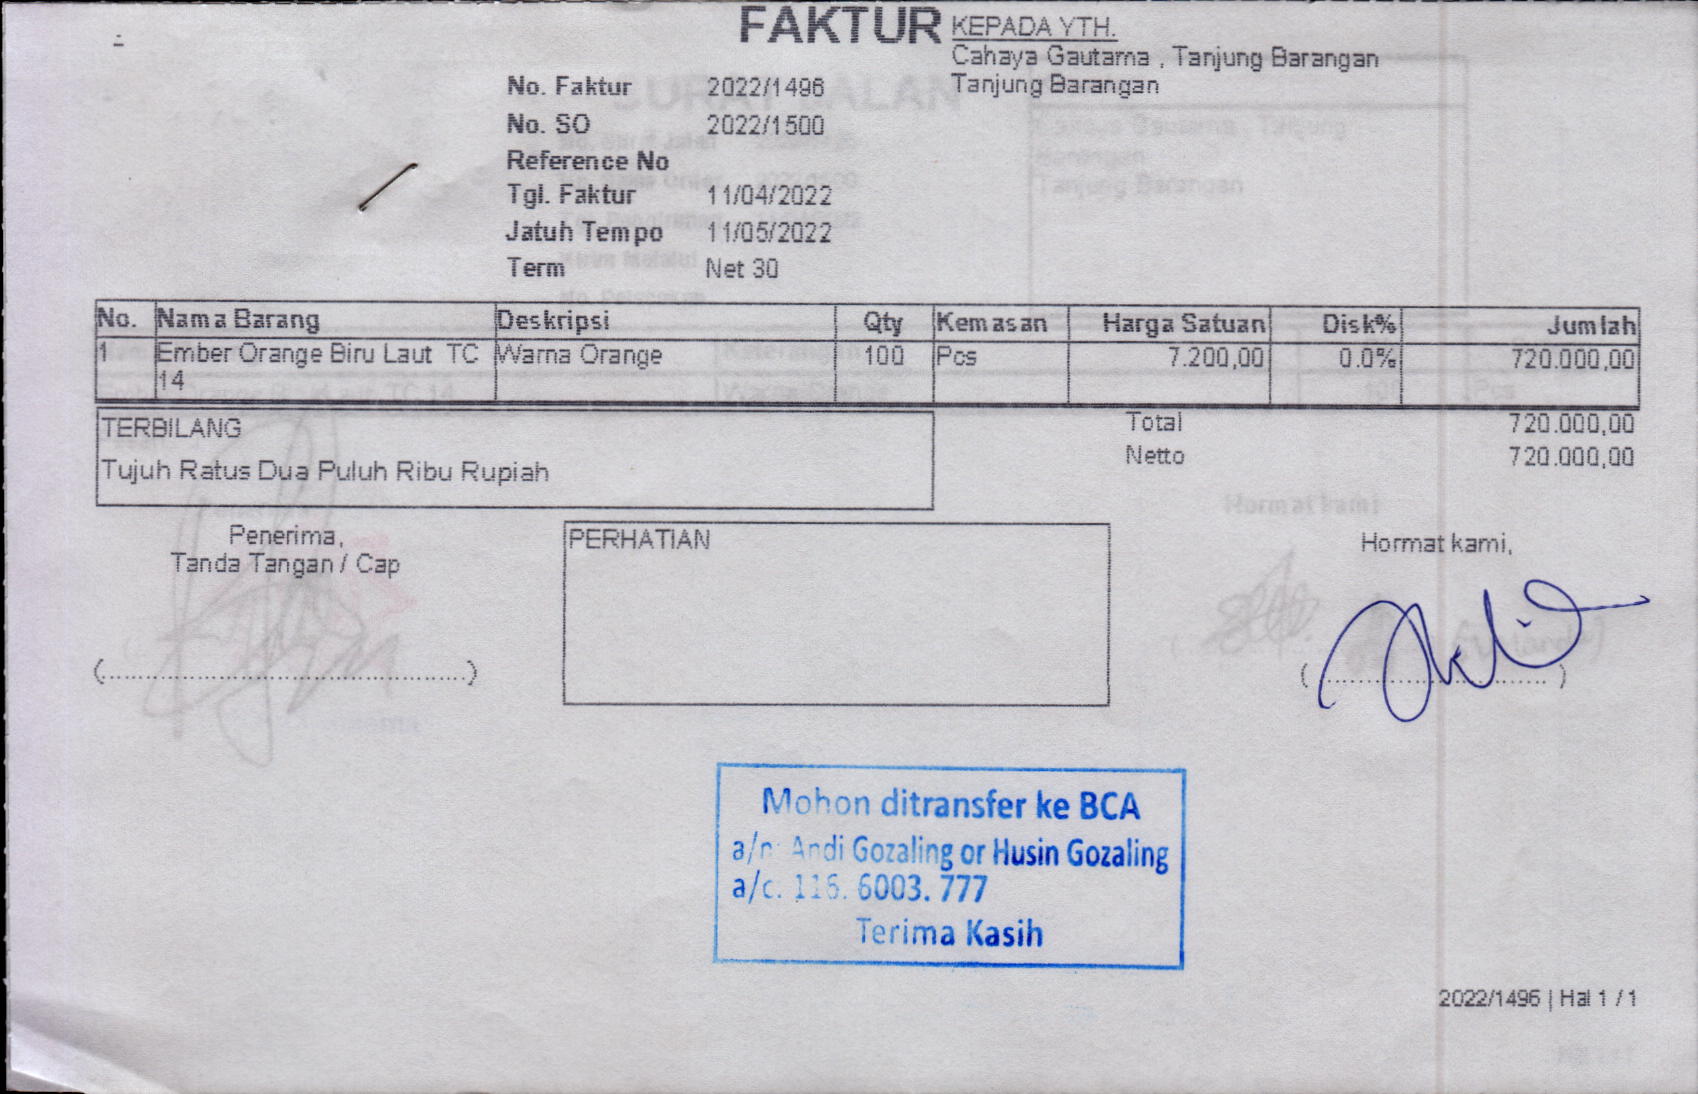 FAKTUR
KEPADA YTH.
Cahaya Gautama , Tanjung Barangan
Tanjung Barangan
No. Faktur 2022/1496
No. SO 2022/1500
Reference No
Tgl. Faktur 11/04/2022
Jatuh Tempo 11/05/2022
Term Net 30
No. Nama Barang Deskripsi Qty Kemasan Harga Satuan Disk% Jumlah
1 Ember Orange Biru Laut TC Warna Orange 100 Pcs 7.200,00 0.0% 720.000,00
14
TERBILANG
Tujuh Ratus Dua Puluh Ribu Rupiah
Total 720.000,00
Netto 720.000,00
Penerima,
Tanda Tangan / Cap
(................................................)
PERHATIAN
Hormat kami,
( ............................. )
Mohon ditransfer ke BCA
a/n: Andi Gozaling or Husin Gozaling
a/c. 116. 6003. 777
Terima Kasih
2022/1496 | Hal 1 / 1